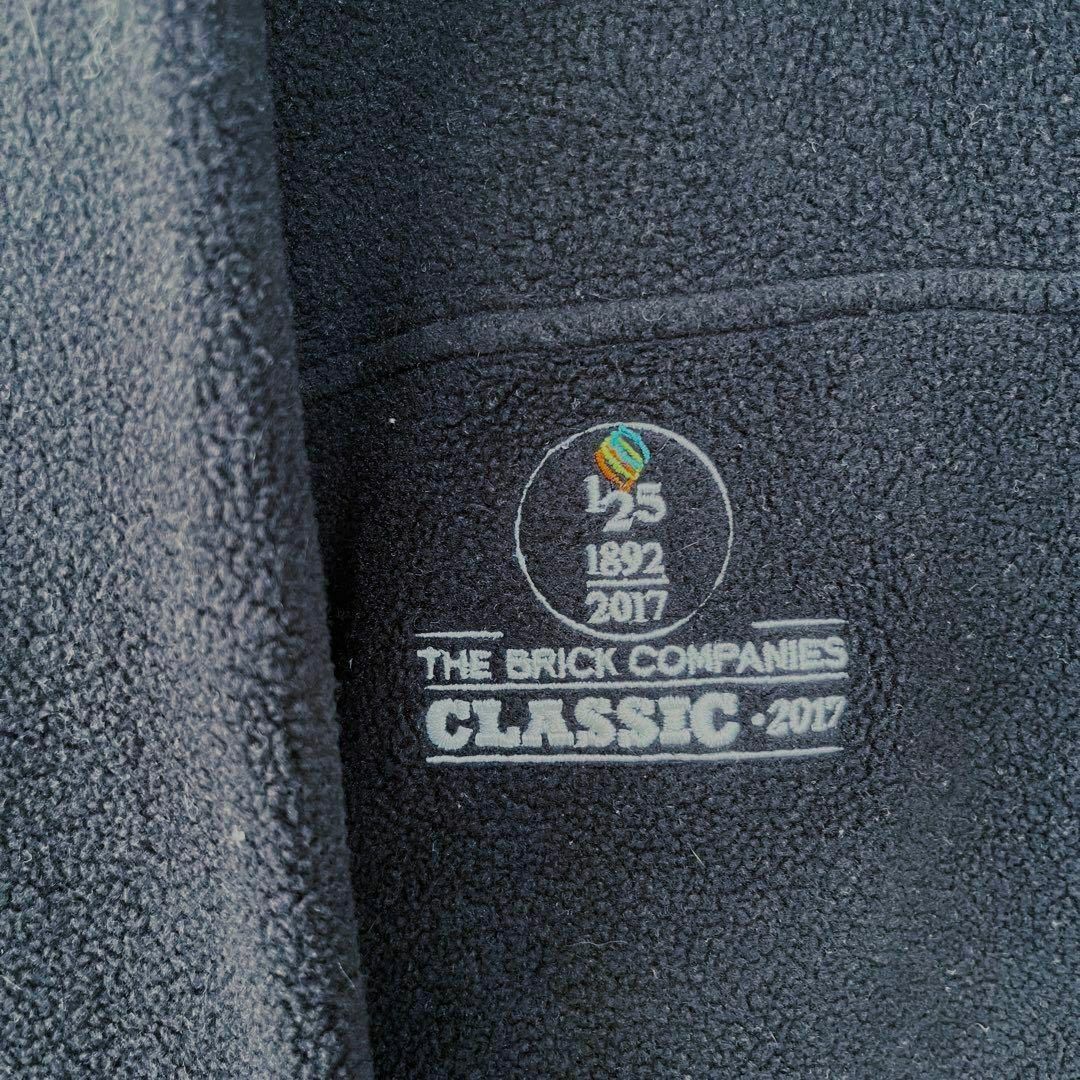 125
1892
2017
THE BRICK COMPANIES
CLASSIC · 2017